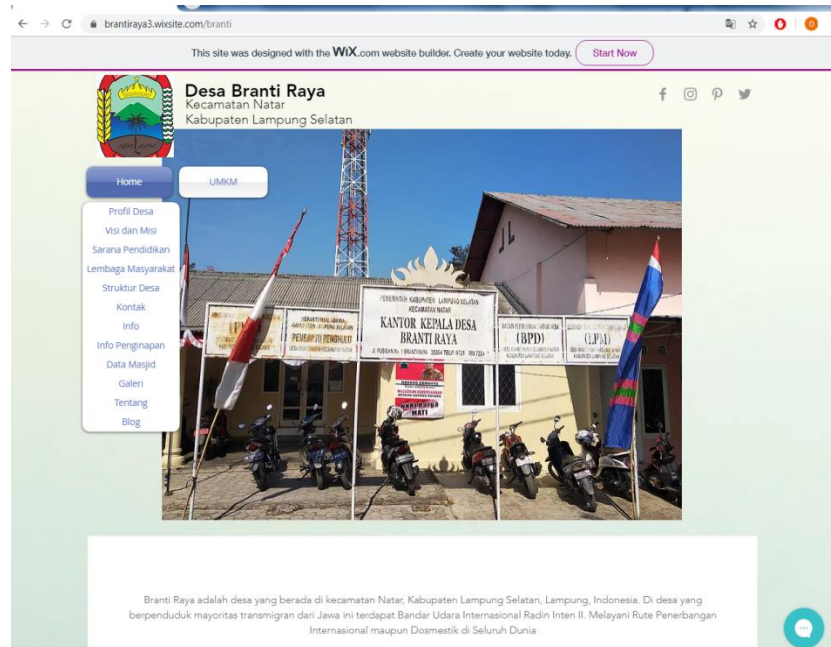 brantiraya3.wixsite.com/branti
This site was designed with the WiX.com website builder. Create your website today. Start Now
Desa Branti Raya
Kecamatan Natar
Kabupaten Lampung Selatan
Home
UMKM
Profil Desa
Visi dan Misi
Sarana Pendidikan
Lembaga Masyarakat
Struktur Desa
Kontak
Info
Info Penginapan
Data Masjid
Galeri
Tentang
Blog
PEMERINTAH KABUPATEN LAMPUNG SELATAN
KECAMATAN NATAR
KANTOR KEPALA DESA
BRANTI RAYA
PEMBANTU PENGHULU
(BPD)
(LPM)
MATI
Branti Raya adalah desa yang berada di kecamatan Natar, Kabupaten Lampung Selatan, Lampung, Indonesia. Di desa yang
berpenduduk mayoritas transmigran dari Jawa ini terdapat Bandar Udara Internasional Radin Inten II. Melayani Rute Penerbangan
Internasional maupun Dosmestik di Seluruh Dunia